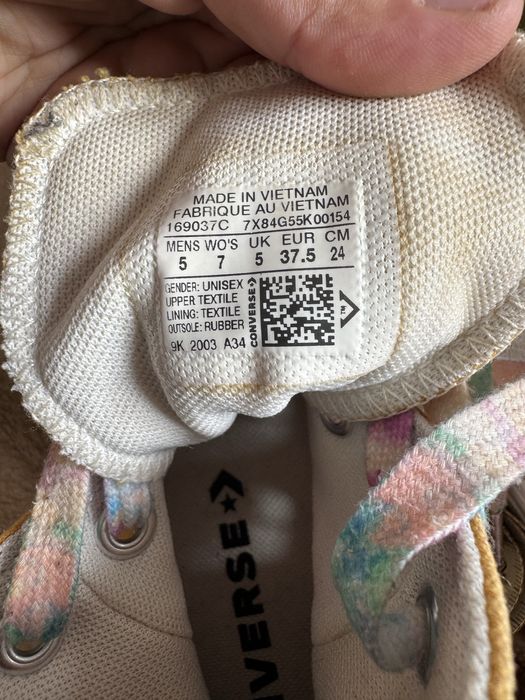 MADE IN VIETNAM
FABRIQUE AU VIETNAM
169037C 7X84G55K00154
MENS WO'S UK EUR CM
5 7 5 37.5 24
GENDER: UNISEX
UPPER TEXTILE
LINING: TEXTILE
OUTSOLE: RUBBER
CONVERSE
9K 2003 A34
VERSE